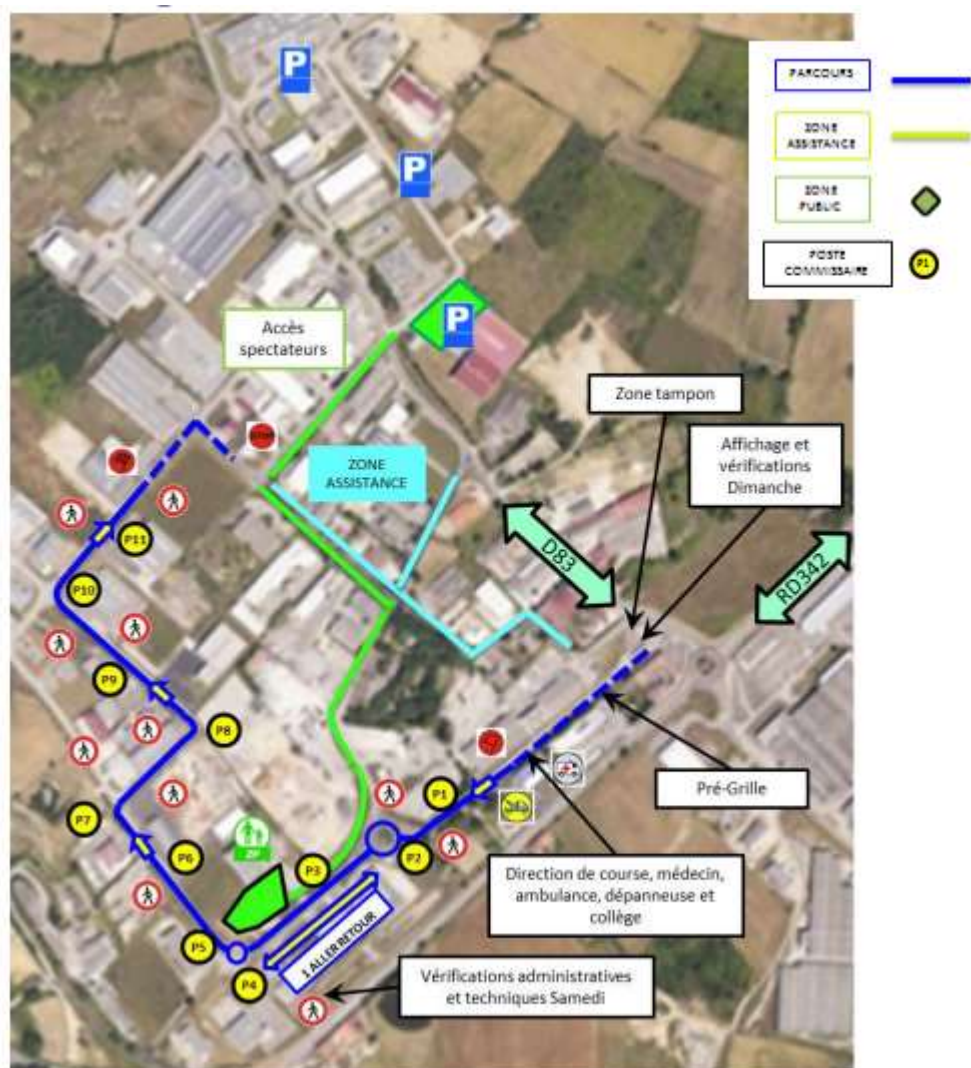 P
P
P
PARCOURS
ZONE
ASSISTANCE
ZONE
PUBLIC
POSTE
COMMISSAIRE
P1
Accès
spectateurs
Zone tampon
Affichage et
vérifications
Dimanche
STOP
ZONE
ASSISTANCE
D83
RD342
P11
P10
P9
P8
P7
P6
P5
P4
P3
P2
P1
ZP
Pré-Grille
Direction de course, médecin,
ambulance, dépanneuse et
collège
1 ALLER RETOUR
Vérifications administratives
et techniques Samedi